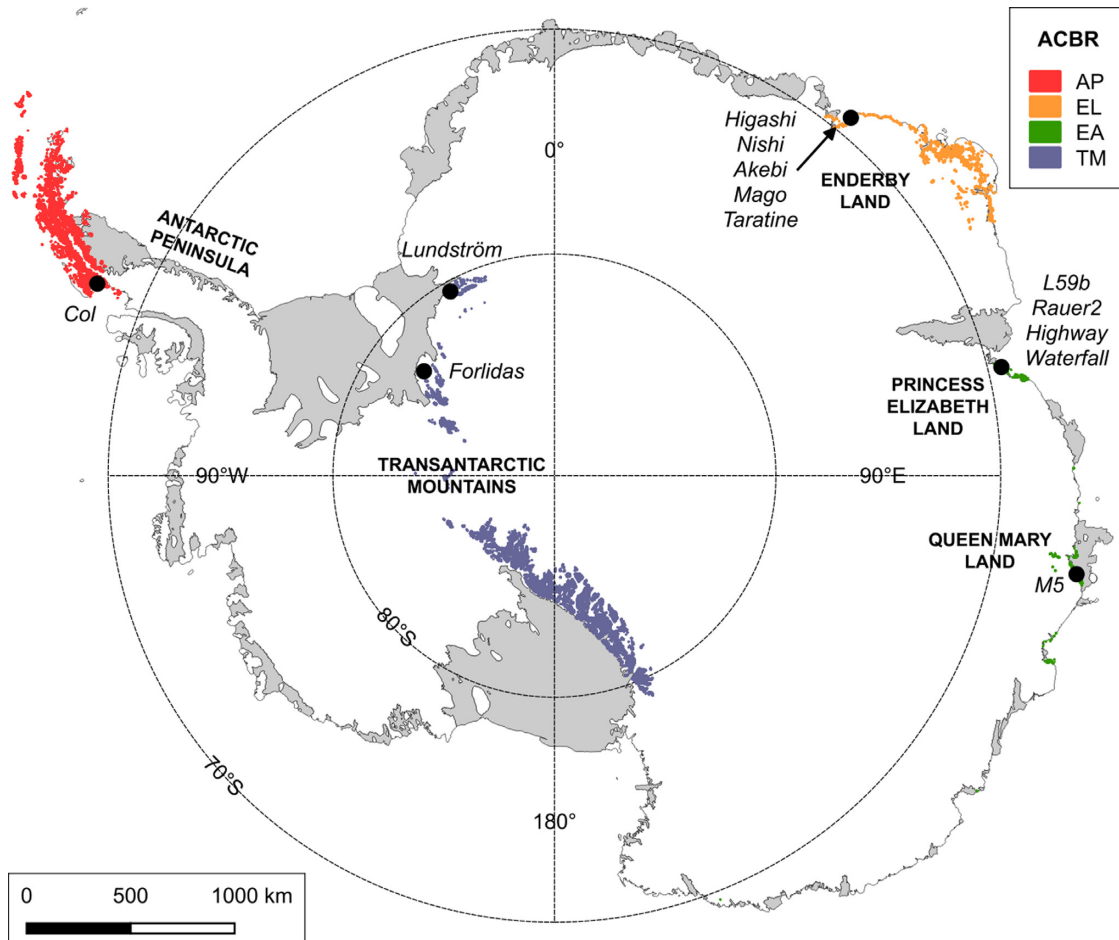 ACBR
AP
EL
EA
TM
Higashi
Nishi
Akebi
Mago
Taratine
0°
ENDERBY
LAND
ANTARCTIC
PENINSULA
Lundström
Col
L59b
Rauer2
Highway
Waterfall
Forlidas
PRINCESS
ELIZABETH
LAND
TRANSANTARCTIC
MOUNTAINS
90°W
90°E
QUEEN MARY
LAND
M5
80°S
70°S
180°
0 500 1000 km